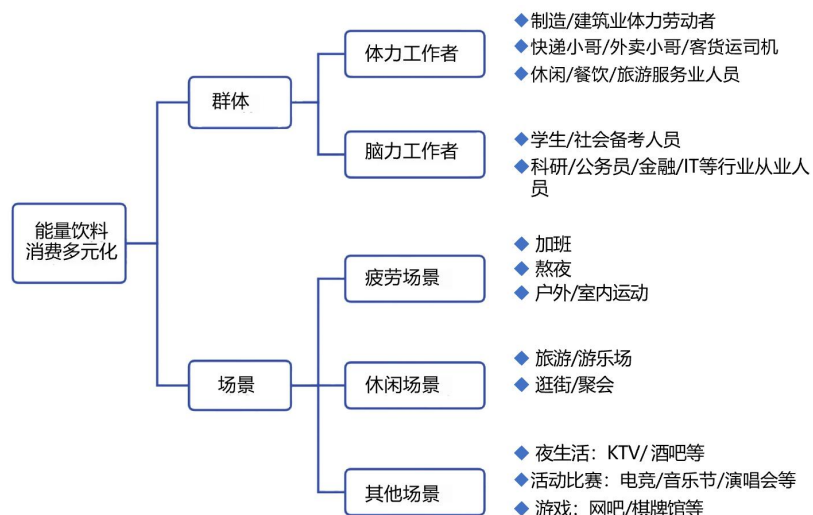 能量饮料
消费多元化
群体
体力工作者
制造/建筑业体力劳动者
快递小哥/外卖小哥/客货运司机
休闲/餐饮/旅游服务业人员
脑力工作者
学生/社会备考人员
科研/公务员/金融/IT等行业从业人
员
场景
疲劳场景
加班
熬夜
户外/室内运动
休闲场景
旅游/游乐场
逛街/聚会
其他场景
夜生活：KTV/ 酒吧等
活动比赛：电竞/音乐节/演唱会等
游戏：网吧/棋牌馆等